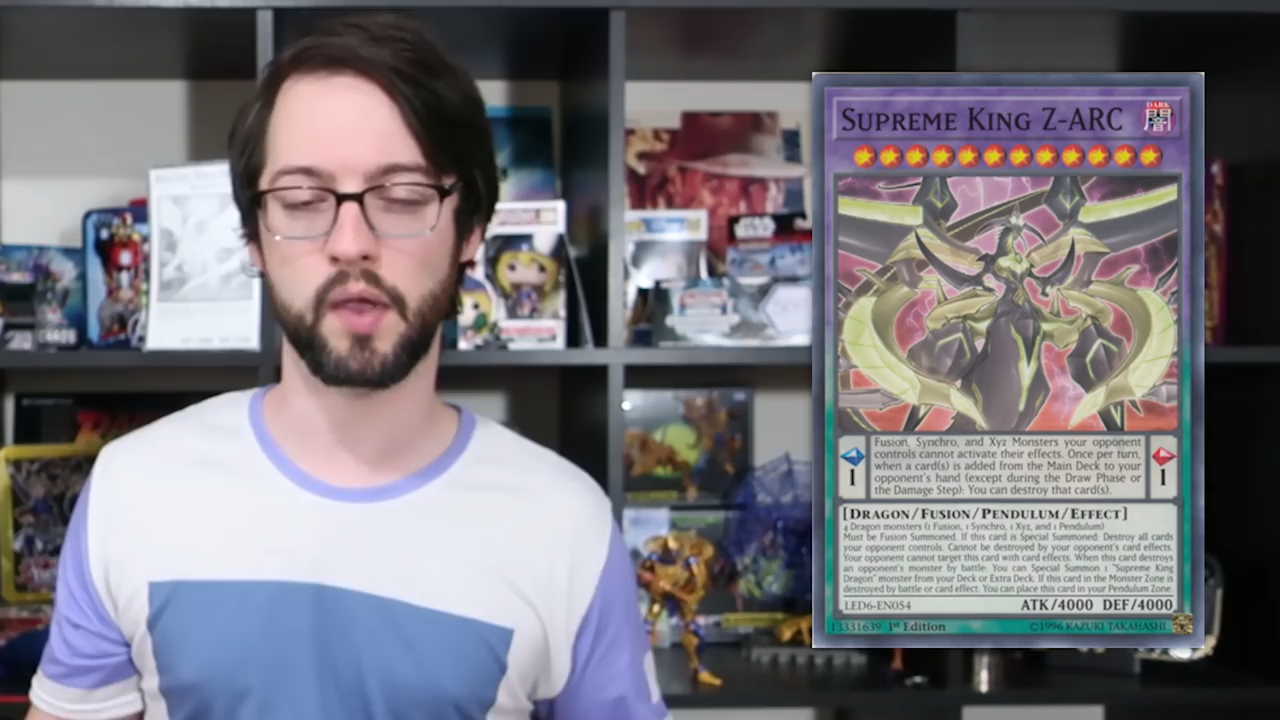 SUPREME KING Z-ARC
DARK
闇
Fusion, Synchro, and Xyz Monsters your opponent
controls cannot activate their effects. Once per turn,
when a card(s) is added from the Main Deck to your
opponent's hand (except during the Draw Phase or
the Damage Step): You can destroy that card(s).
1
1
[DRAGON/FUSION/PENDULUM/EFFECT]
4 Dragon monsters (1 Fusion, 1 Synchro, 1 Xyz, and 1 Pendulum)
Must be Fusion Summoned. If this card is Special Summoned: Destroy all cards
your opponent controls. Cannot be destroyed by your opponent's card effects.
Your opponent cannot target this card with card effects. When this card destroys
an opponent's monster by battle: You can Special Summon 1 "Supreme King
Dragon" monster from your Deck or Extra Deck. If this card in the Monster Zone is
destroyed by battle or card effect: You can place this card in your Pendulum Zone.
LED6-EN054
ATK/4000 DEF/4000
13331639 1st Edition
©1996 KAZUKI TAKAHASHI
STAR WARS
CHAOS